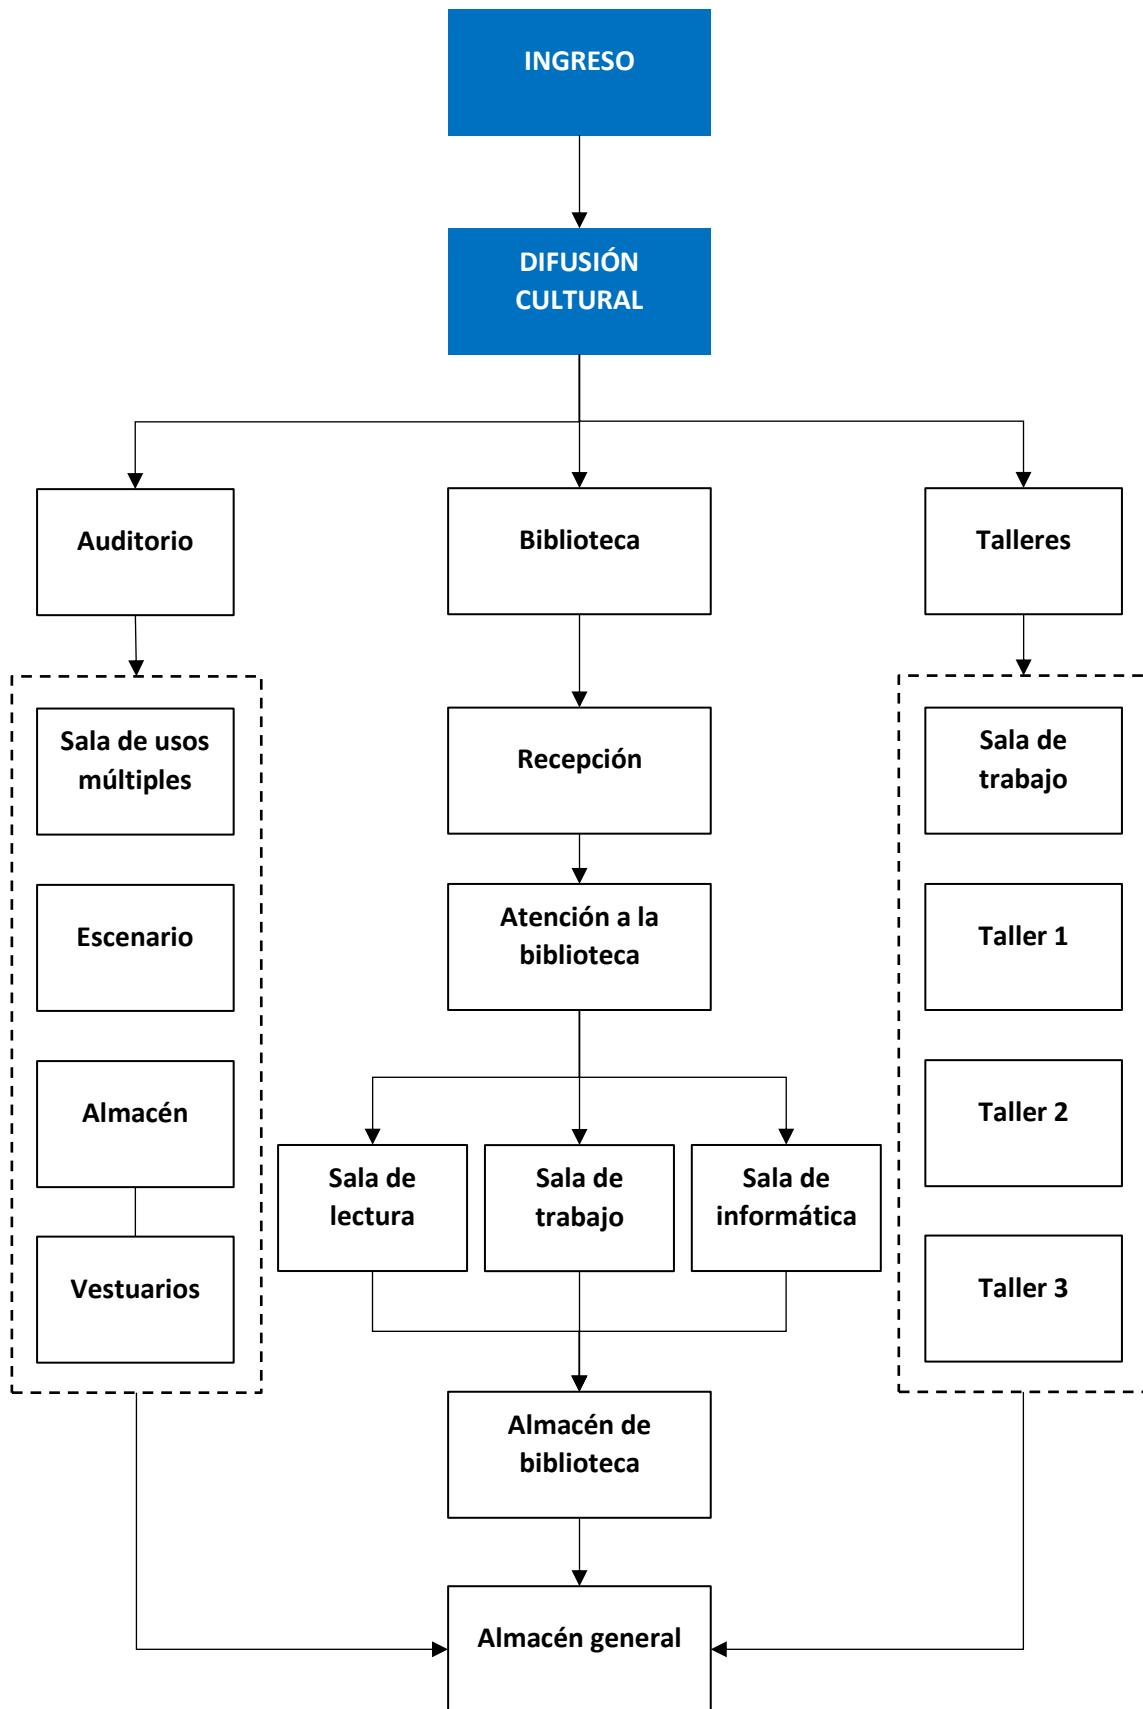 INGRESO
DIFUSIÓN
CULTURAL
Auditorio
Biblioteca
Talleres
Sala de usos
múltiples
Recepción
Sala de
trabajo
Escenario
Atención a la
biblioteca
Taller 1
Almacén
Taller 2
Sala de
lectura
Sala de
trabajo
Sala de
informática
Vestuarios
Taller 3
Almacén de
biblioteca
Almacén general